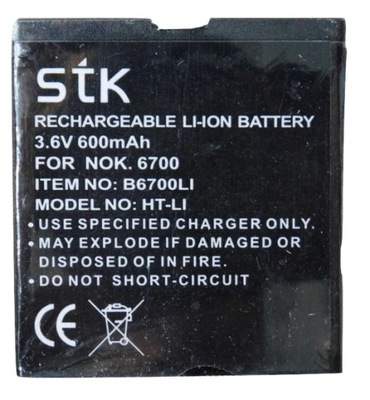 STK
RECHARGEABLE LI-ION BATTERY
3.6V 600mAh
FOR NOK. 6700
ITEM NO: B6700LI
MODEL NO: HT-LI
• USE SPECIFIED CHARGER ONLY.
• MAY EXPLODE IF DAMAGED OR
DISPOSED OF IN FIRE.
• DO NOT SHORT-CIRCUIT
CE